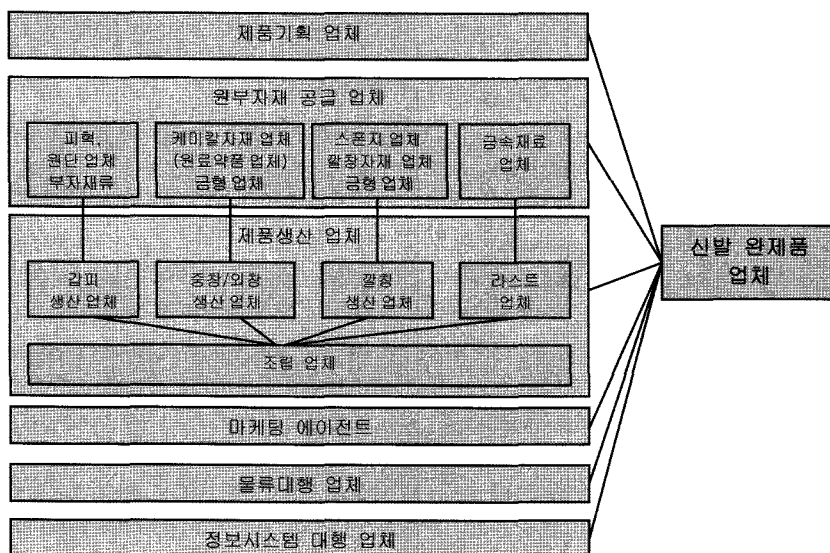 제품기획 업체
원부자재 공급 업체
피혁,
원단 업체
부자재류
케미칼자재 업체
(원료약품 업체)
금형 업체
스폰지 업체
깔창자재 업체
금형 업체
금속재료
업체
제품생산 업체
갑피
생산 업체
중창/외창
생산 업체
깔창
생산 업체
라스트
업체
조립 업체
신발 완제품
업체
마케팅 에이전트
물류대행 업체
정보시스템 대행 업체